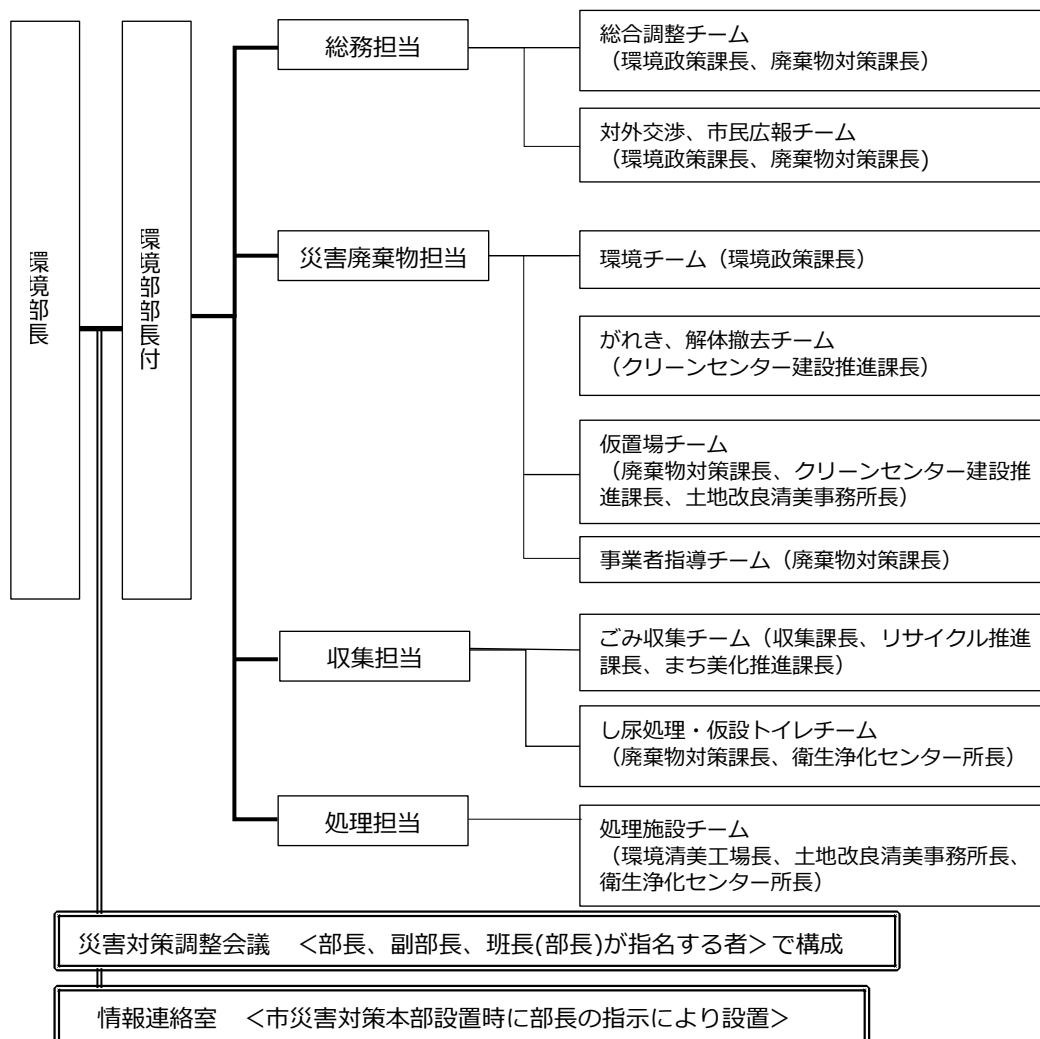 環境部長
環境部部長付
総務担当
総合調整チーム
（環境政策課長、廃棄物対策課長）
対外交渉、市民広報チーム
（環境政策課長、廃棄物対策課長)
災害廃棄物担当
環境チーム（環境政策課長）
がれき、解体撤去チーム
（クリーンセンター建設推進課長）
仮置場チーム
（廃棄物対策課長、クリーンセンター建設推
進課長、土地改良清美事務所長）
事業者指導チーム（廃棄物対策課長）
収集担当
ごみ収集チーム（収集課長、リサイクル推進
課長、まち美化推進課長）
し尿処理・仮設トイレチーム
（廃棄物対策課長、衛生浄化センター所長）
処理担当
処理施設チーム
（環境清美工場長、土地改良清美事務所長、
衛生浄化センター所長）
災害対策調整会議　＜部長、副部長、班長(部長)が指名する者＞で構成
情報連絡室　＜市災害対策本部設置時に部長の指示により設置＞